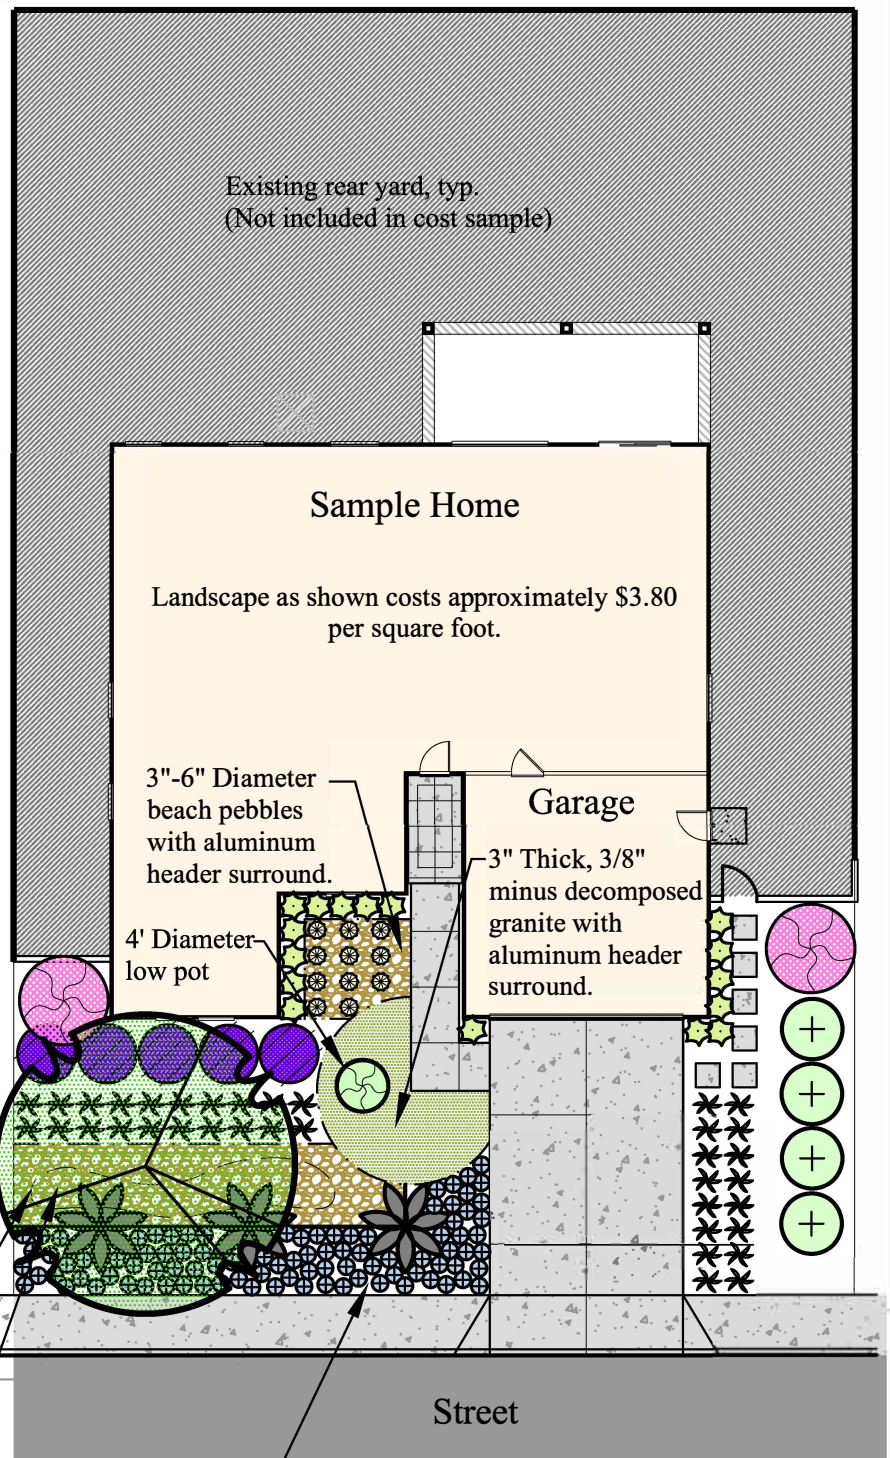 Existing rear yard, typ.
(Not included in cost sample)
Sample Home
Landscape as shown costs approximately $3.80
per square foot.
3"-6" Diameter
beach pebbles
with aluminum
header surround.
Garage
3" Thick, 3/8"
minus decomposed
granite with
aluminum header
surround.
4' Diameter
low pot
Street